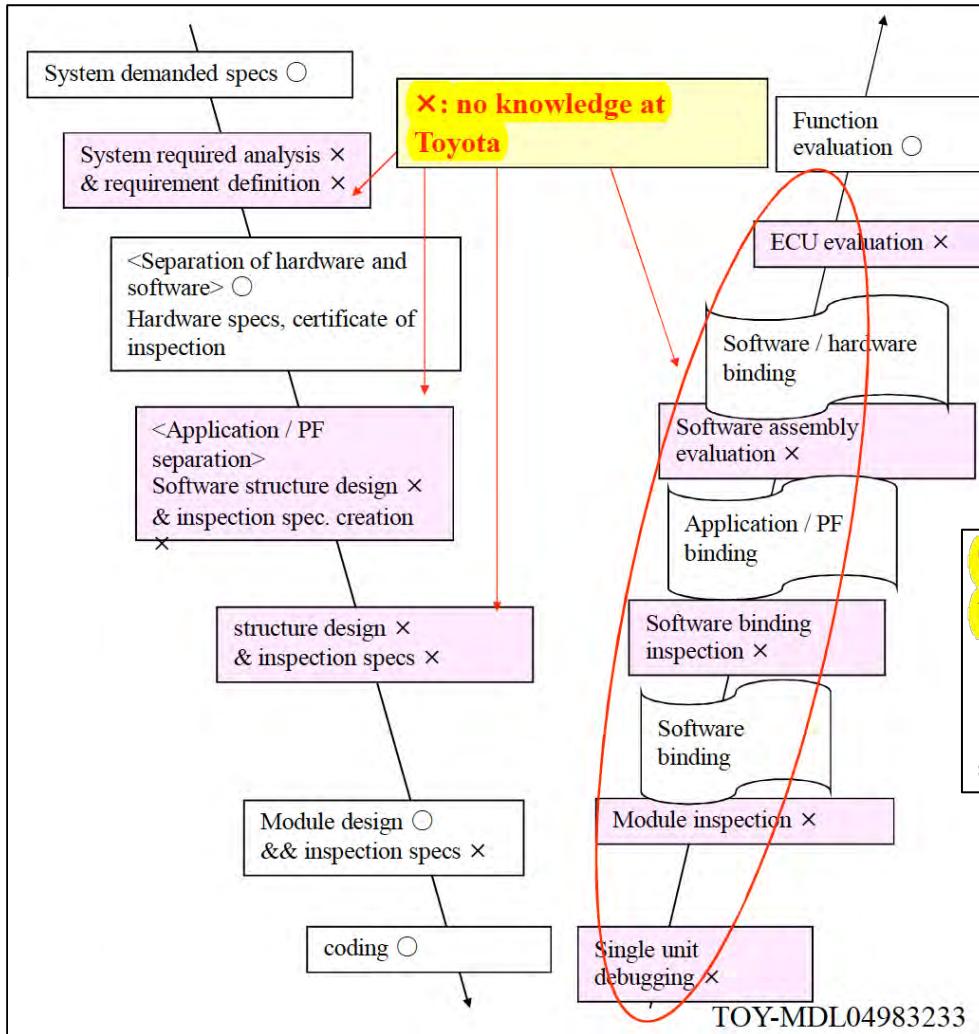 System demanded specs ○
System required analysis ×
& requirement definition ×
<Separation of hardware and
software> ○
Hardware specs, certificate of
inspection
<Application / PF
separation>
Software structure design ×
& inspection spec. creation
×
structure design ×
& inspection specs ×
Module design ○
&& inspection specs ×
coding ○
×: no knowledge at
Toyota
Function
evaluation ○
ECU evaluation ×
Software / hardware
binding
Software assembly
evaluation ×
Application / PF
binding
Software binding
inspection ×
Software
binding
Module inspection ×
Single unit
debugging ×
TOY-MDL04983233